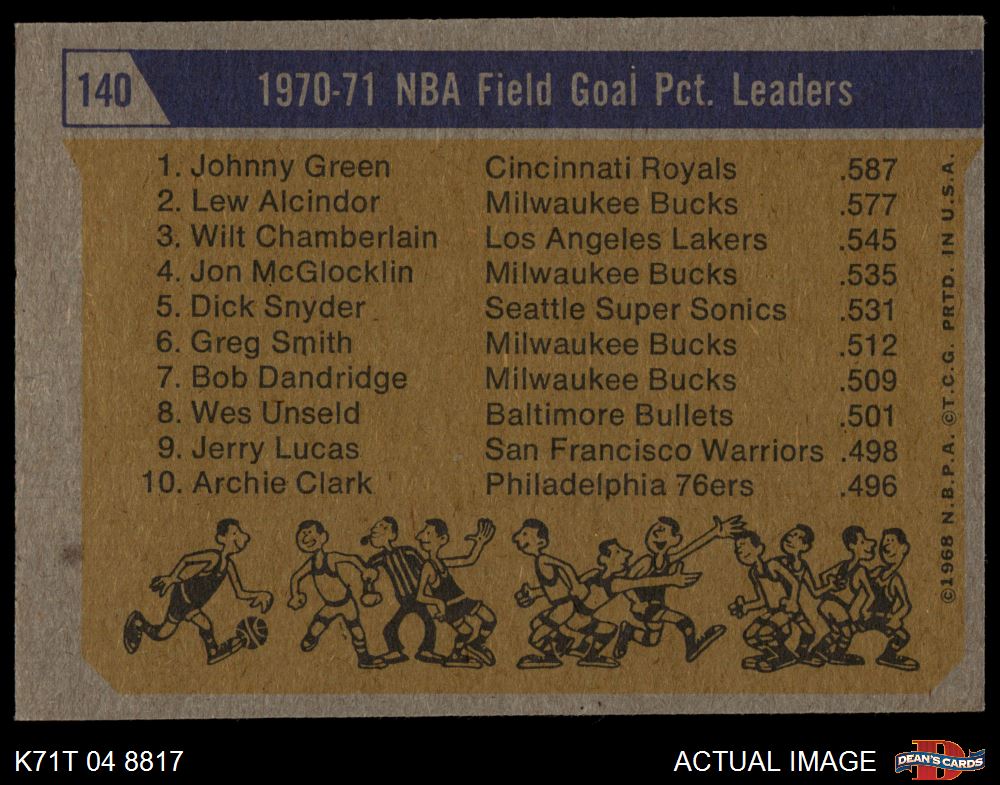 140 1970-71 NBA Field Goal Pct. Leaders
1. Johnny Green Cincinnati Royals .587
2. Lew Alcindor Milwaukee Bucks .577
3. Wilt Chamberlain Los Angeles Lakers .545
4. Jon McGlocklin Milwaukee Bucks .535
5. Dick Snyder Seattle Super Sonics .531
6. Greg Smith Milwaukee Bucks .512
7. Bob Dandridge Milwaukee Bucks .509
8. Wes Unseld Baltimore Bullets .501
9. Jerry Lucas San Francisco Warriors .498
10. Archie Clark Philadelphia 76ers .496
©1968 N.B.P.A. ©T.C.G. PRTD. IN U.S.A.
K71T 04 8817 ACTUAL IMAGE D DEAN'S CARDS